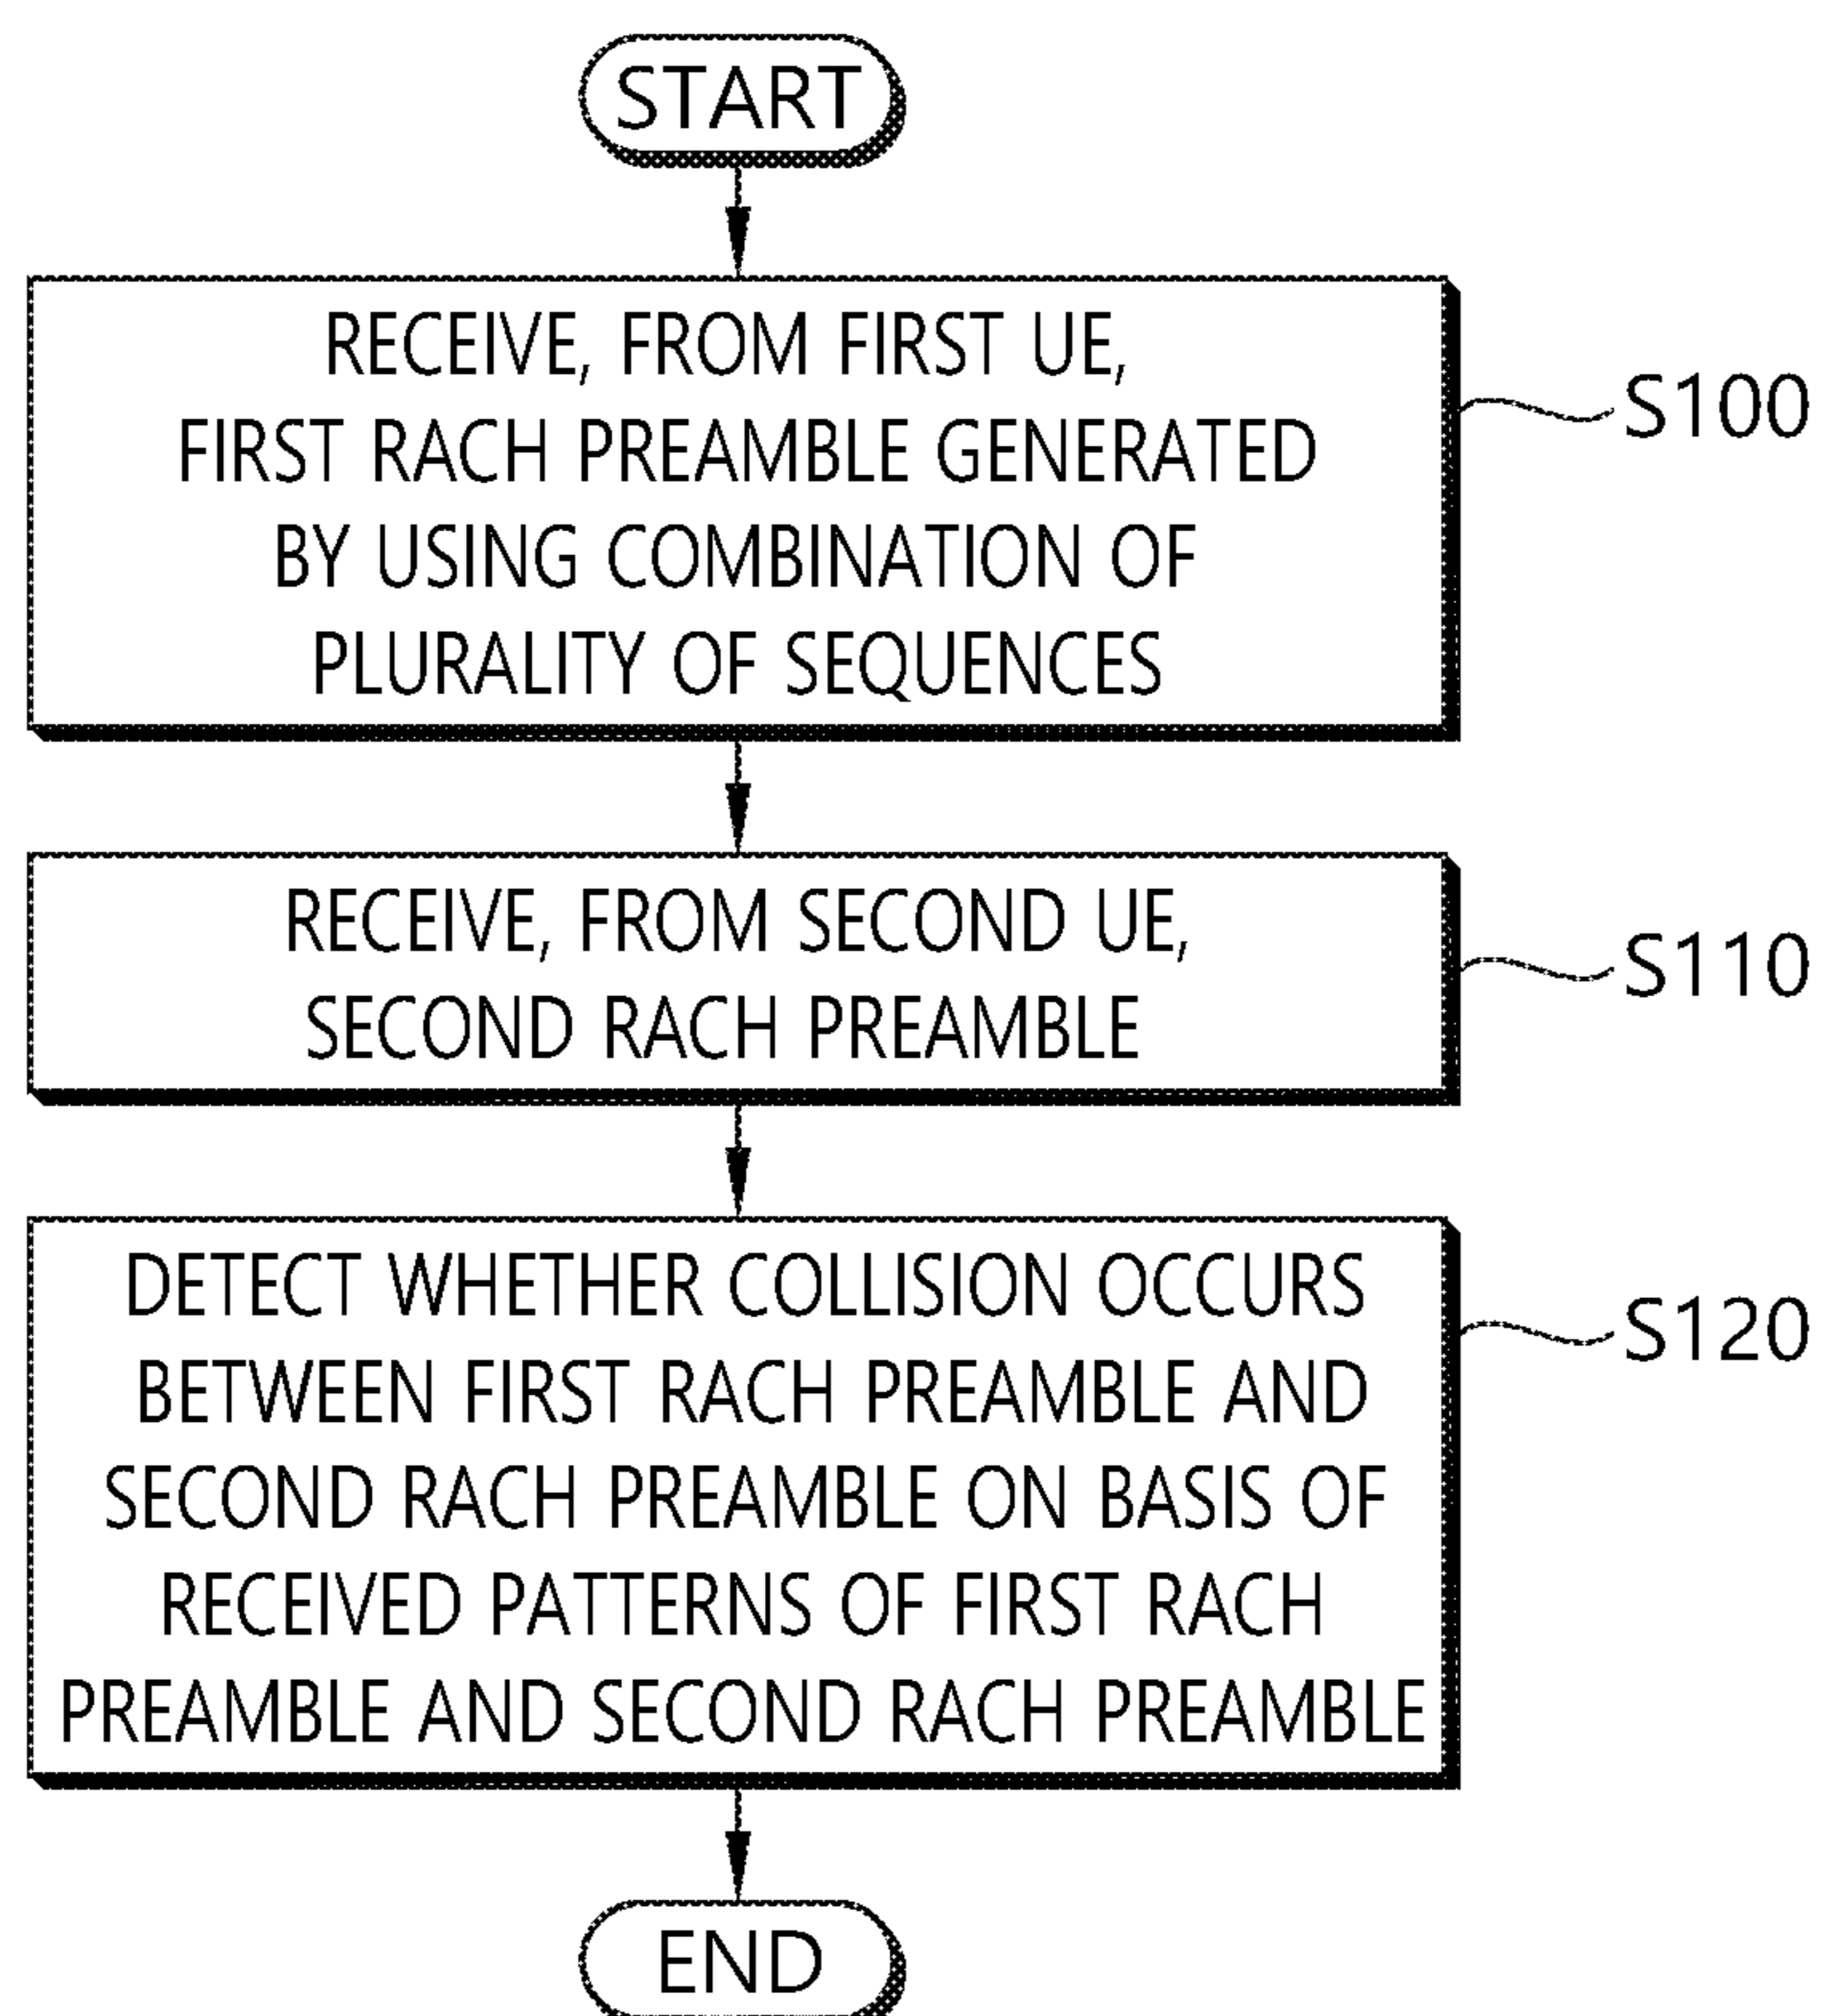 START
RECEIVE, FROM FIRST UE,
FIRST RACH PREAMBLE GENERATED
BY USING COMBINATION OF
PLURALITY OF SEQUENCES
S100
RECEIVE, FROM SECOND UE,
SECOND RACH PREAMBLE
S110
DETECT WHETHER COLLISION OCCURS
BETWEEN FIRST RACH PREAMBLE AND
SECOND RACH PREAMBLE ON BASIS OF
RECEIVED PATTERNS OF FIRST RACH
PREAMBLE AND SECOND RACH PREAMBLE
S120
END